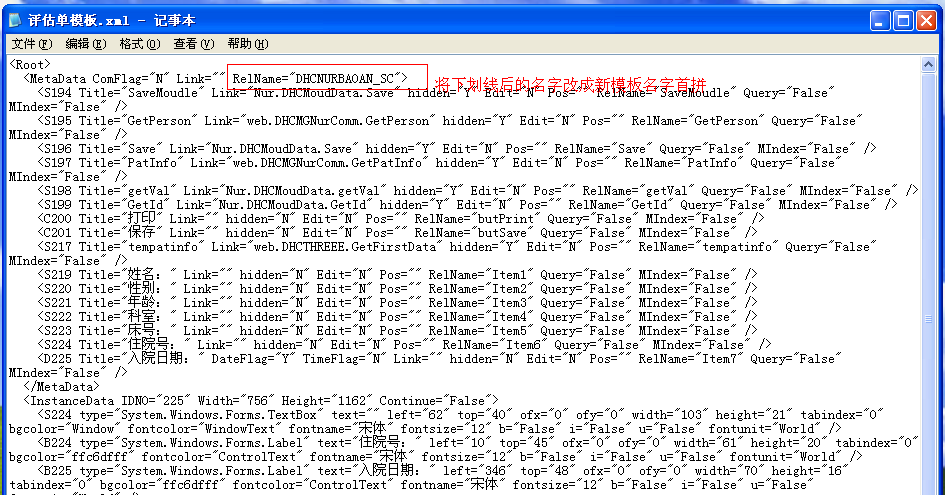 评估单模板.xml - 记事本
文件(F) 编辑(E) 格式(O) 查看(V) 帮助(H)
<Root>
<MetaData ComFlag="N" Link="" RelName="DHCNURBAOAN_SC">
将下划线后的名字改成新模板名字首拼
<S194 Title="SaveMoudle" Link="Nur.DHCMoudData.Save" hidden="Y" Edit="N" Pos="" RelName="SaveMoudle" Query="False"
MIndex="False" />
<S195 Title="GetPerson" Link="web.DHCMGNurComm.GetPerson" hidden="Y" Edit="N" Pos="" RelName="GetPerson" Query="False"
MIndex="False" />
<S196 Title="Save" Link="Nur.DHCMoudData.Save" hidden="Y" Edit="N" Pos="" RelName="Save" Query="False" MIndex="False" />
<S197 Title="PatInfo" Link="web.DHCMGNurComm.GetPatInfo" hidden="Y" Edit="N" Pos="" RelName="PatInfo" Query="False"
MIndex="False" />
<S198 Title="getVal" Link="Nur.DHCMoudData.getVal" hidden="Y" Edit="N" Pos="" RelName="getVal" Query="False" MIndex="False" />
<S199 Title="GetId" Link="Nur.DHCMoudData.GetId" hidden="Y" Edit="N" Pos="" RelName="GetId" Query="False" MIndex="False" />
<C200 Title="打印" Link="" hidden="N" Edit="N" Pos="" RelName="butPrint" Query="False" MIndex="False" />
<C201 Title="保存" Link="" hidden="N" Edit="N" Pos="" RelName="butSave" Query="False" MIndex="False" />
<S217 Title="tempatinfo" Link="web.DHCTHREEE.GetFirstData" hidden="Y" Edit="N" Pos="" RelName="tempatinfo" Query="False"
MIndex="False" />
<S219 Title="姓名：" Link="" hidden="N" Edit="N" Pos="" RelName="Item1" Query="False" MIndex="False" />
<S220 Title="性别：" Link="" hidden="N" Edit="N" Pos="" RelName="Item2" Query="False" MIndex="False" />
<S221 Title="年龄：" Link="" hidden="N" Edit="N" Pos="" RelName="Item3" Query="False" MIndex="False" />
<S222 Title="科室：" Link="" hidden="N" Edit="N" Pos="" RelName="Item4" Query="False" MIndex="False" />
<S223 Title="床号：" Link="" hidden="N" Edit="N" Pos="" RelName="Item5" Query="False" MIndex="False" />
<S224 Title="住院号：" Link="" hidden="N" Edit="N" Pos="" RelName="Item6" Query="False" MIndex="False" />
<D225 Title="入院日期：" DateFlag="Y" TimeFlag="N" Link="" hidden="N" Edit="N" Pos="" RelName="Item7" Query="False"
MIndex="False" />
</MetaData>
<InstanceData IDNO="225" Width="756" Height="1162" Continue="False">
<S224 type="System.Windows.Forms.TextBox" text="" left="62" top="40" ofx="0" ofy="0" width="103" height="21" tabindex="0"
bgcolor="Window" fontcolor="WindowText" fontname="宋体" fontsize="12" b="False" i="False" u="False" fontunit="World" />
<B224 type="System.Windows.Forms.Label" text="住院号：" left="10" top="45" ofx="0" ofy="0" width="61" height="20" tabindex="0"
bgcolor="ffc6dfff" fontcolor="ControlText" fontname="宋体" fontsize="12" b="False" i="False" u="False" fontunit="World" />
<B225 type="System.Windows.Forms.Label" text="入院日期：" left="346" top="48" ofx="0" ofy="0" width="70" height="16"
tabindex="0" bgcolor="ffc6dfff" fontcolor="ControlText" fontname="宋体" fontsize="12" b="False" i="False" u="False"